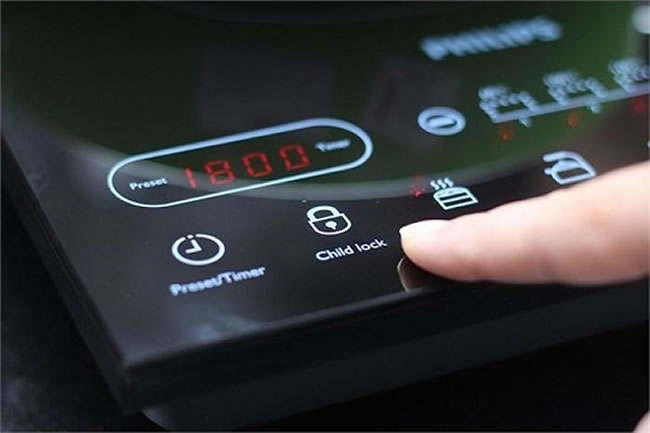 PHILIPS
Preset 1800 Timer
Child lock
Preset/Timer